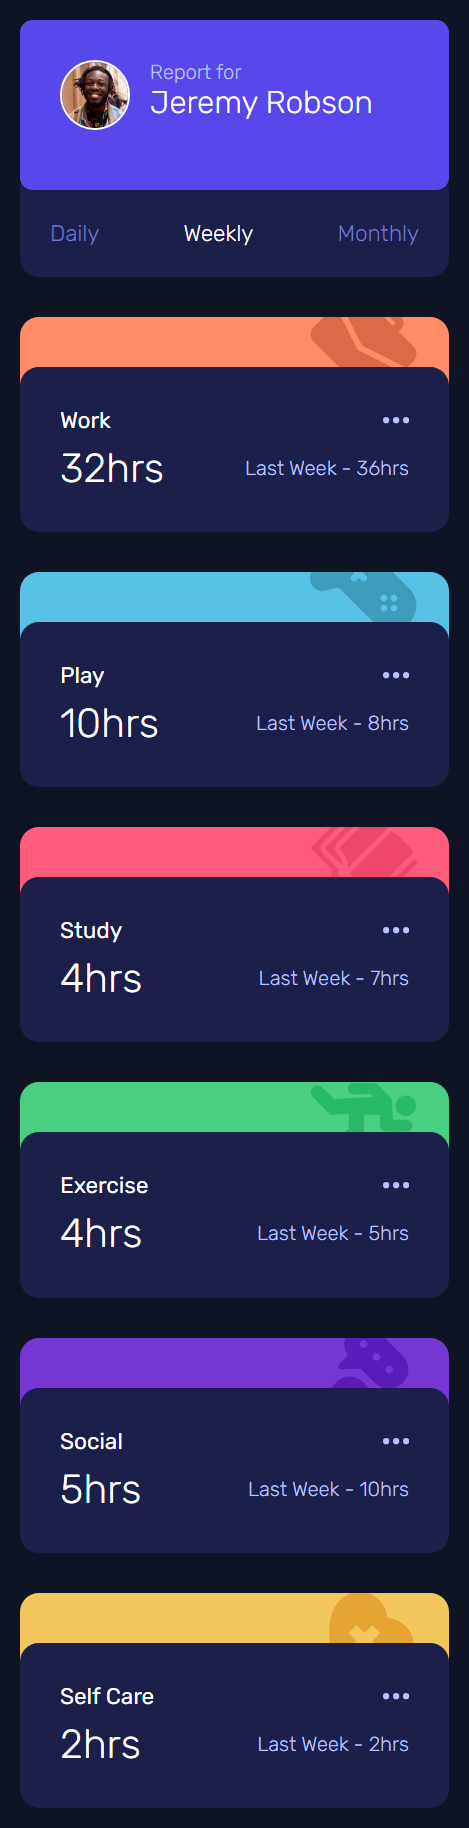 Report for
Jeremy Robson
Daily Weekly Monthly
Work
32hrs Last Week - 36hrs
Play
10hrs Last Week - 8hrs
Study
4hrs Last Week - 7hrs
Exercise
4hrs Last Week - 5hrs
Social
5hrs Last Week - 10hrs
Self Care
2hrs Last Week - 2hrs